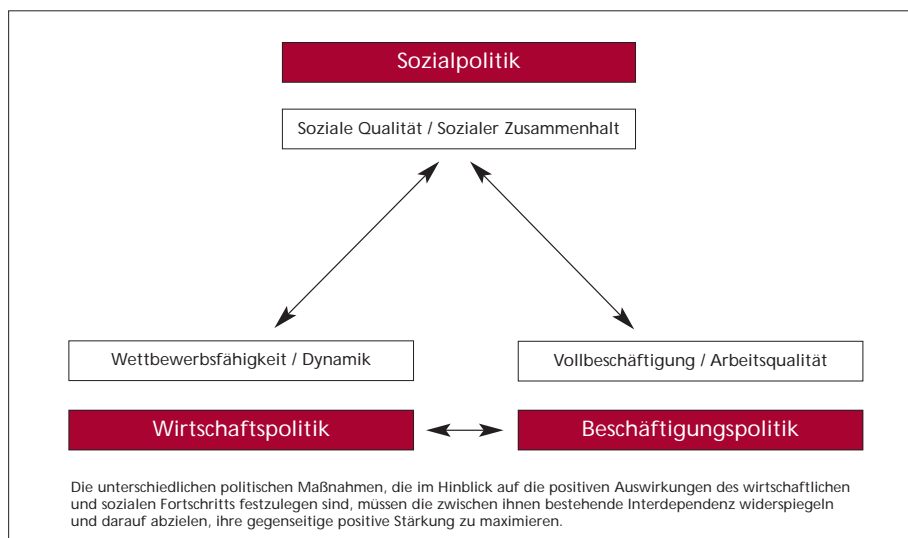 Sozialpolitik
Soziale Qualität / Sozialer Zusammenhalt
Wettbewerbsfähigkeit / Dynamik
Vollbeschäftigung / Arbeitsqualität
Wirtschaftspolitik
Beschäftigungspolitik
Die unterschiedlichen politischen Maßnahmen, die im Hinblick auf die positiven Auswirkungen des wirtschaftlichen
und sozialen Fortschritts festzulegen sind, müssen die zwischen ihnen bestehende Interdependenz widerspiegeln
und darauf abzielen, ihre gegenseitige positive Stärkung zu maximieren.